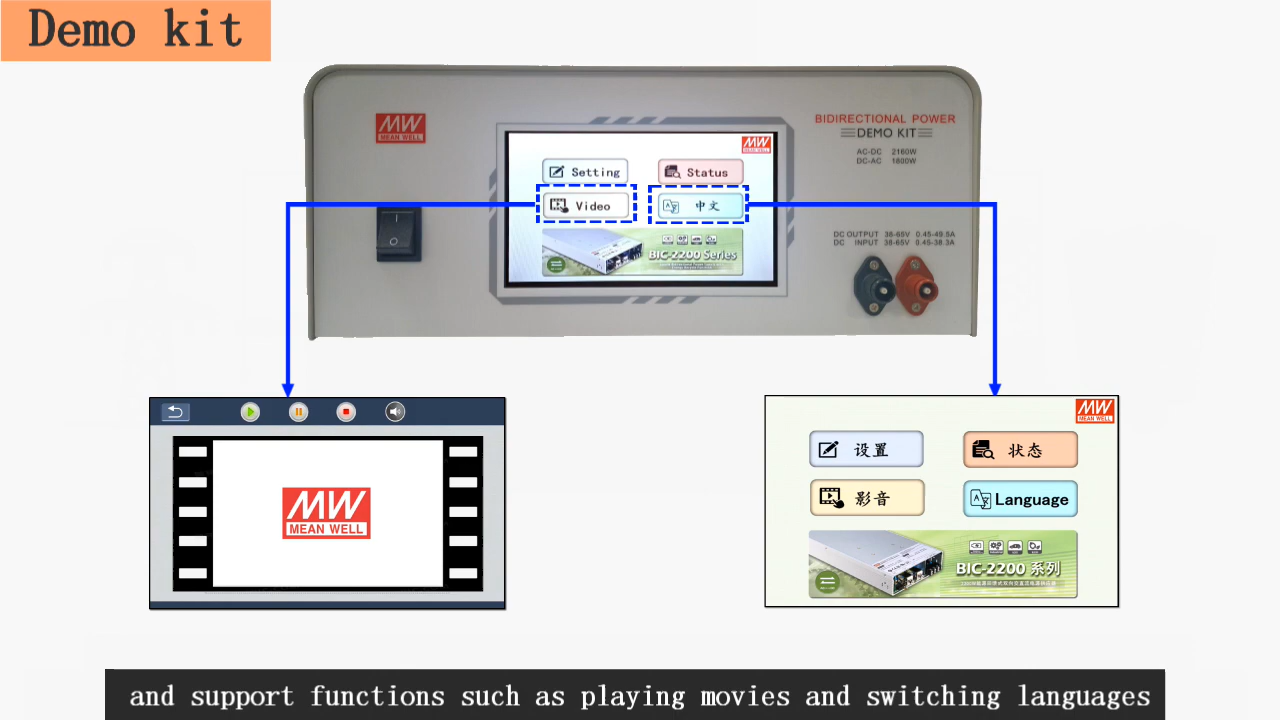 Demo kit
MW
MEAN WELL
BIDIRECTIONAL POWER
DEMO KIT
AC-DC 2160W
DC-AC 1800W
MW
Setting
Status
Video
中文
BIC-2200 Series
DC OUTPUT 38-65V 0.45-49.5A
DC INPUT 38-65V 0.45-38.3A
MW
MEAN WELL
MW
MEAN WELL
设置
状态
影音
Language
BIC-2200 系列
and support functions such as playing movies and switching languages